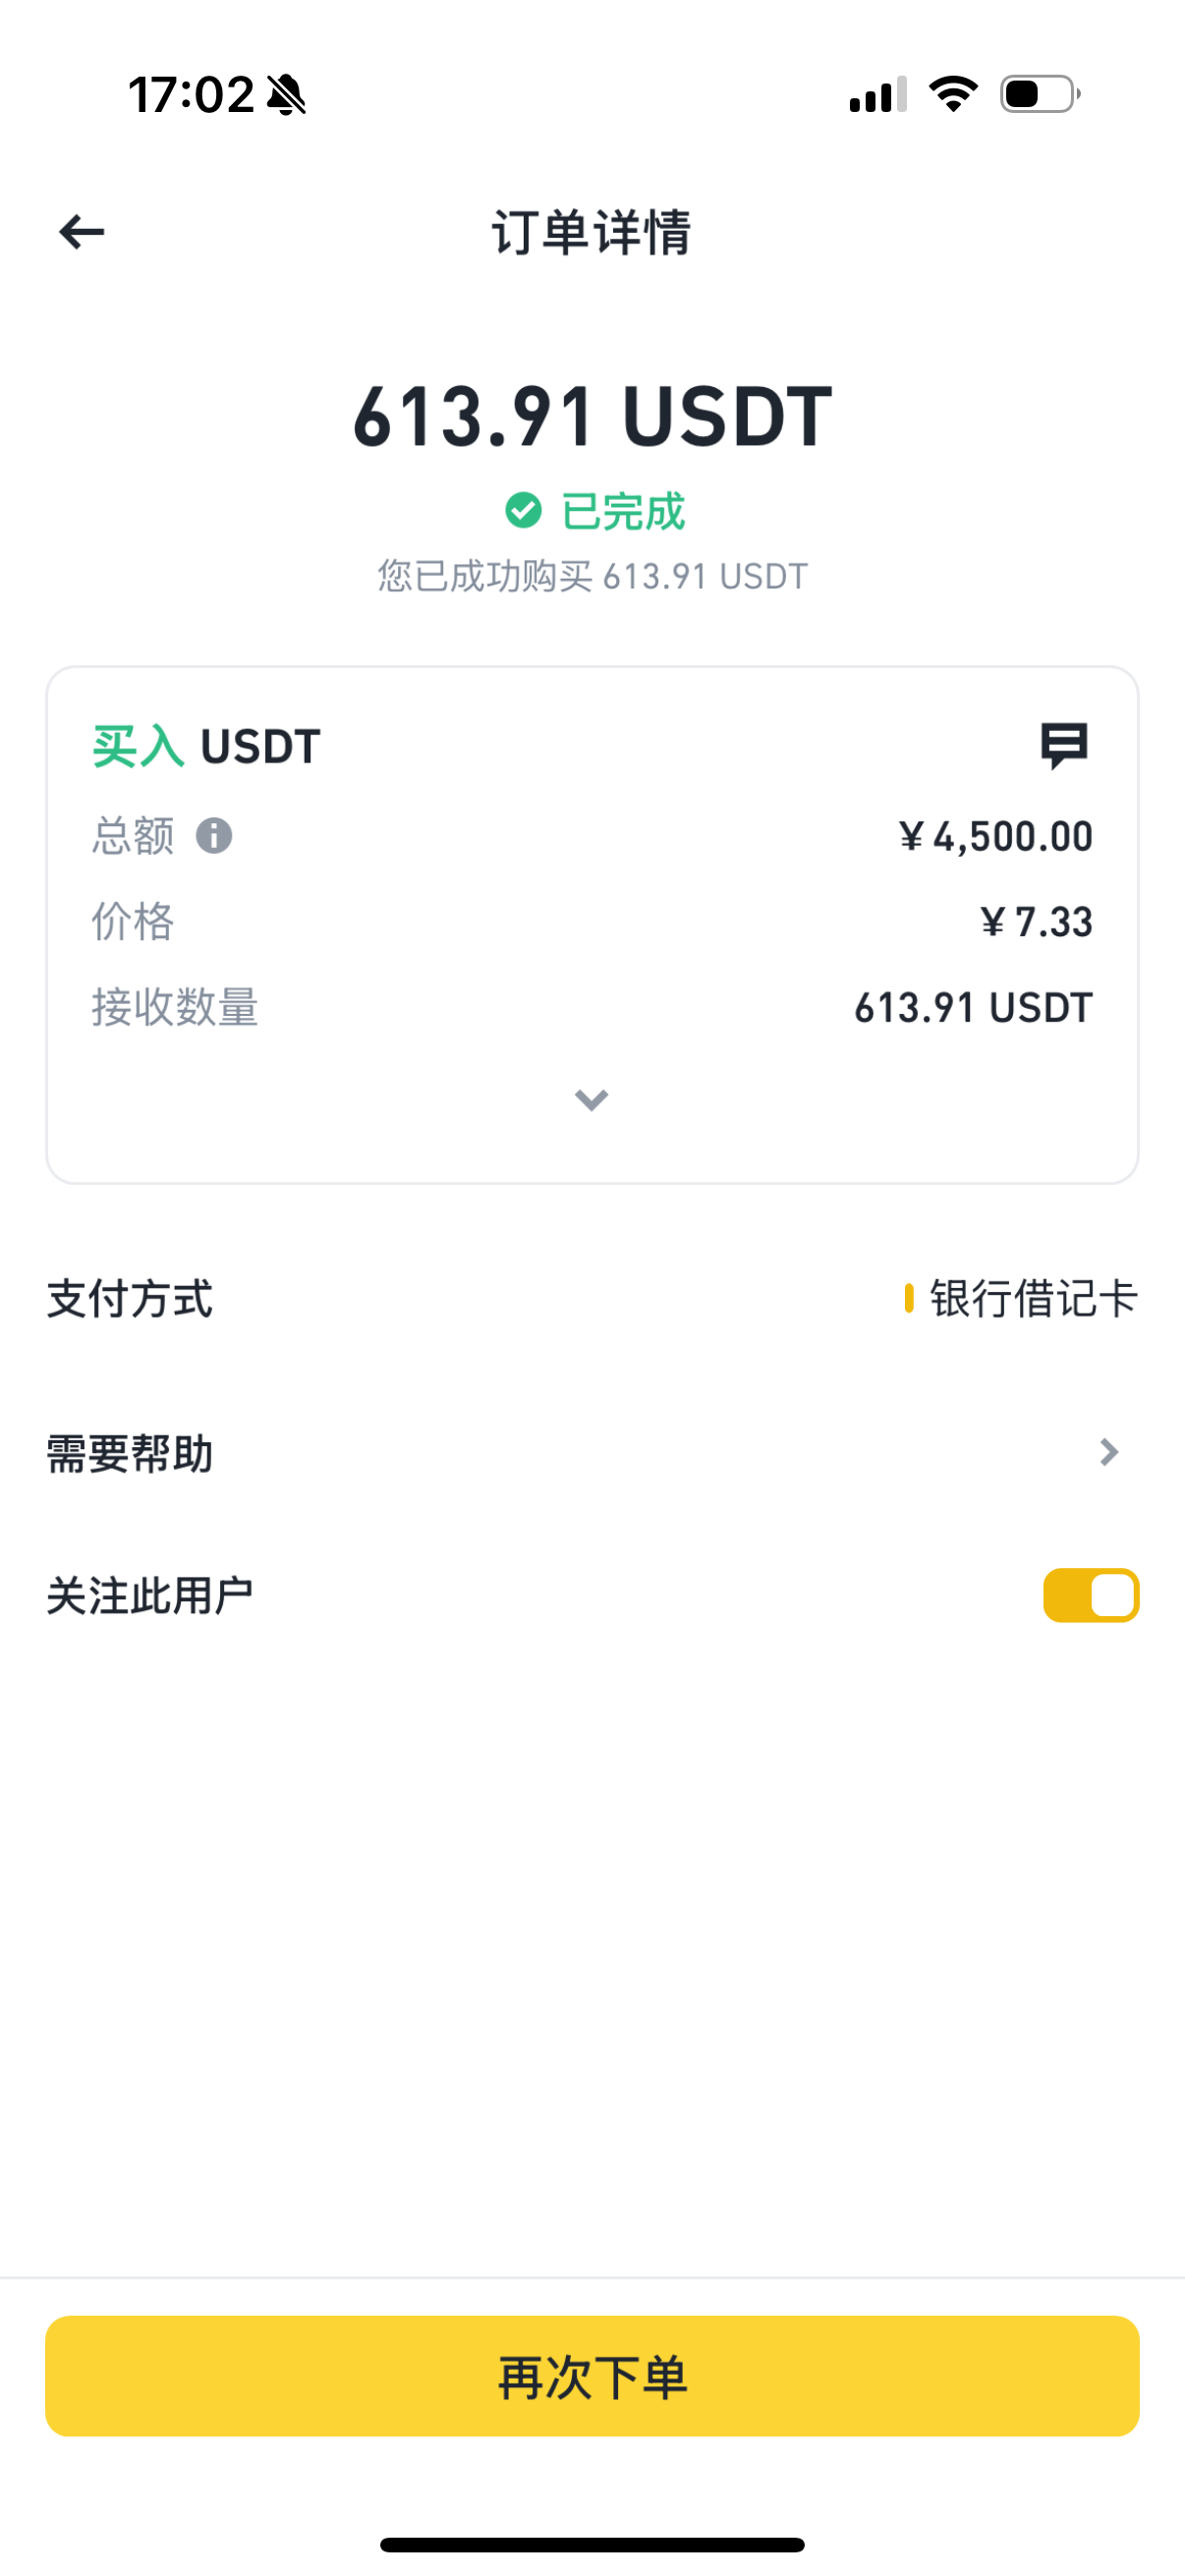 17:02
订单详情
613.91 USDT
已完成
您已成功购买 613.91 USDT
买入 USDT
总额 ¥ 4,500.00
价格 ¥ 7.33
接收数量 613.91 USDT
支付方式 银行借记卡
需要帮助
关注此用户
再次下单